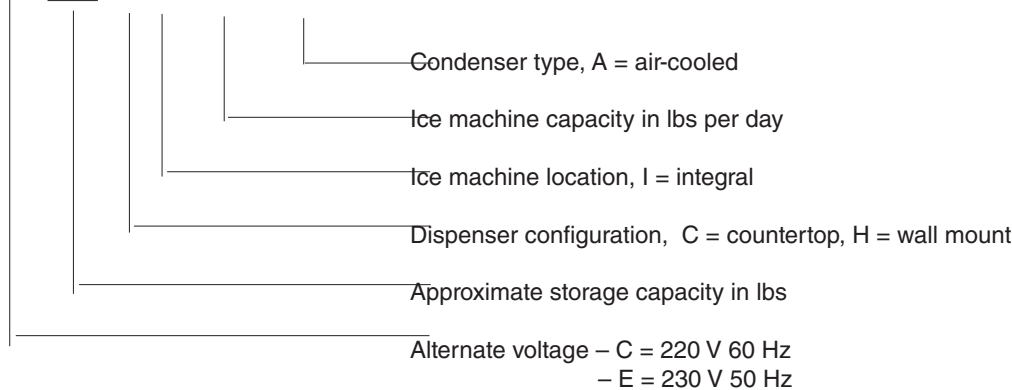 Condenser type, A = air-cooled
Ice machine capacity in lbs per day
Ice machine location, I = integral
Dispenser configuration,  C = countertop, H = wall mount
Approximate storage capacity in lbs
Alternate voltage – C = 220 V 60 Hz
– E = 230 V 50 Hz